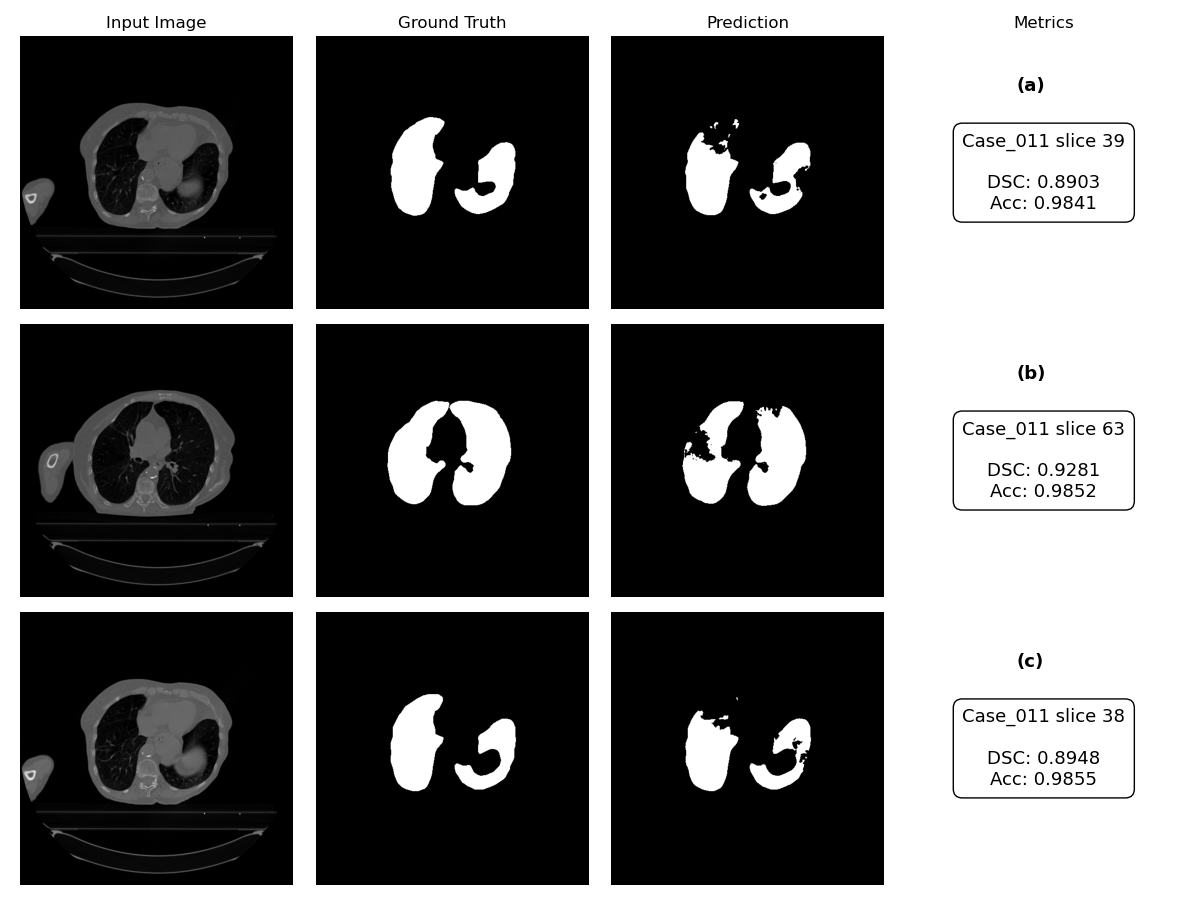 Input Image
Ground Truth
Prediction
Metrics
(a)
Case_011 slice 39
DSC: 0.8903
Acc: 0.9841
(b)
Case_011 slice 63
DSC: 0.9281
Acc: 0.9852
(c)
Case_011 slice 38
DSC: 0.8948
Acc: 0.9855